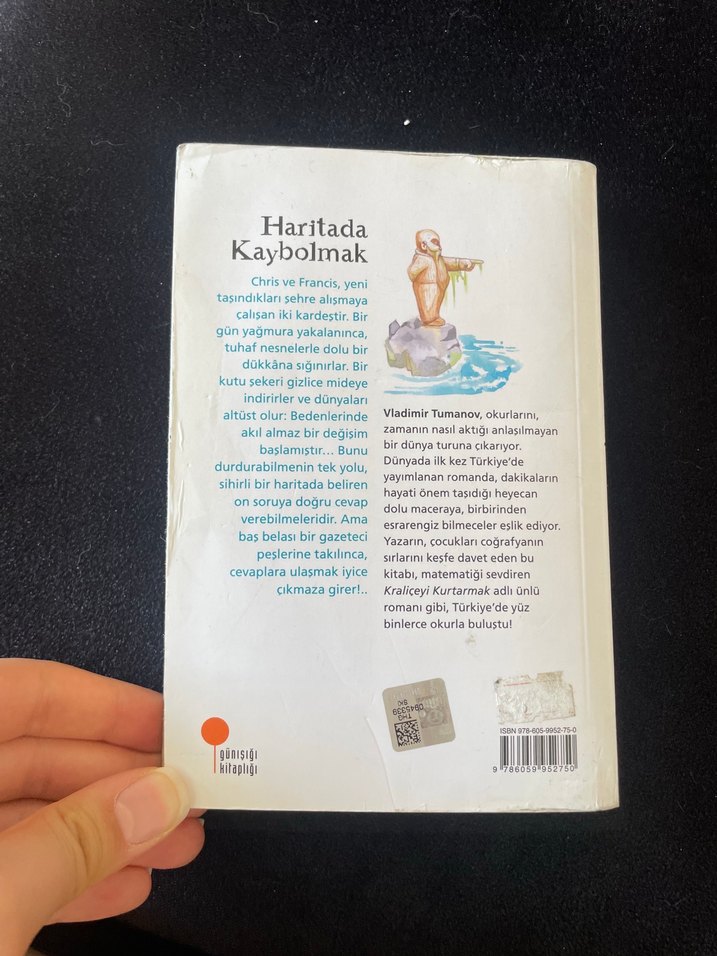 Haritada
Kaybolmak
Chris ve Francis, yeni
taşındıkları şehre alışmaya
çalışan iki kardeştir. Bir
gün yağmura yakalanınca,
tuhaf nesnelerle dolu bir
dükkâna sığınırlar. Bir
kutu şekeri gizlice mideye
indirirler ve dünyaları
altüst olur: Bedenlerinde
akıl almaz bir değişim
başlamıştır... Bunu
durdurabilmenin tek yolu,
sihirli bir haritada beliren
on soruya doğru cevap
verebilmeleridir. Ama
baş belası bir gazeteci
peşlerine takılınca,
cevaplara ulaşmak iyice
çıkmaza girer!..
Vladimir Tumanov, okurlarını,
zamanın nasıl aktığı anlaşılmayan
bir dünya turuna çıkarıyor.
Dünyada ilk kez Türkiye’de
yayımlanan romanda, dakikaların
hayati önem taşıdığı heyecan
dolu maceraya, birbirinden
esrarengiz bilmeceler eşlik ediyor.
Yazarın, çocukları coğrafyanın
sırlarını keşfe davet eden bu
kitabı, matematiği sevdiren
Kraliçeyi Kurtarmak adlı ünlü
romanı gibi, Türkiye’de yüz
binlerce okurla buluştu!
günışığı
kitaplığı
THG
0945339
ISBN 978-605-9952-75-0
9 786059 952750